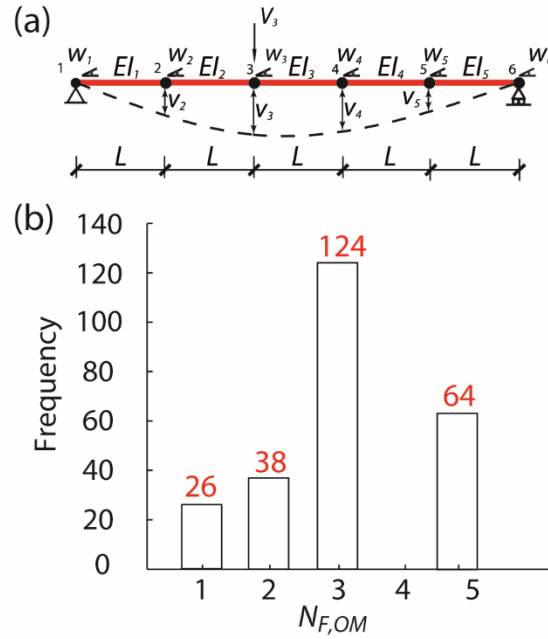 (a)
V₃
1 w₁ 2 w₂ 3 w₃ 4 w₄ 5 w₅ 6 w
EI₁ EI₂ EI₃ EI₄ EI₅
v₂ v₃ v₄ v₅
L L L L L
(b)
Frequency
140
120
100
80
60
40
20
0
26
38
124
64
1 2 3 4 5
N_F,OM